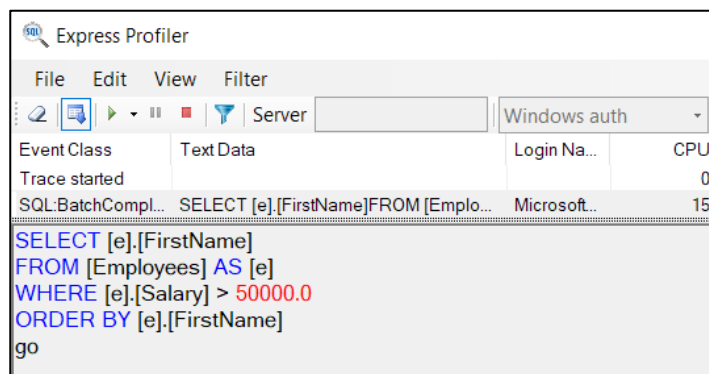 Express Profiler
File Edit View Filter
Server Windows auth
Event Class Text Data Login Na... CPU
Trace started 0
SQL:BatchCompl... SELECT [e].[FirstName]FROM [Emplo... Microsoft... 15
SELECT [e].[FirstName]
FROM [Employees] AS [e]
WHERE [e].[Salary] > 50000.0
ORDER BY [e].[FirstName]
go